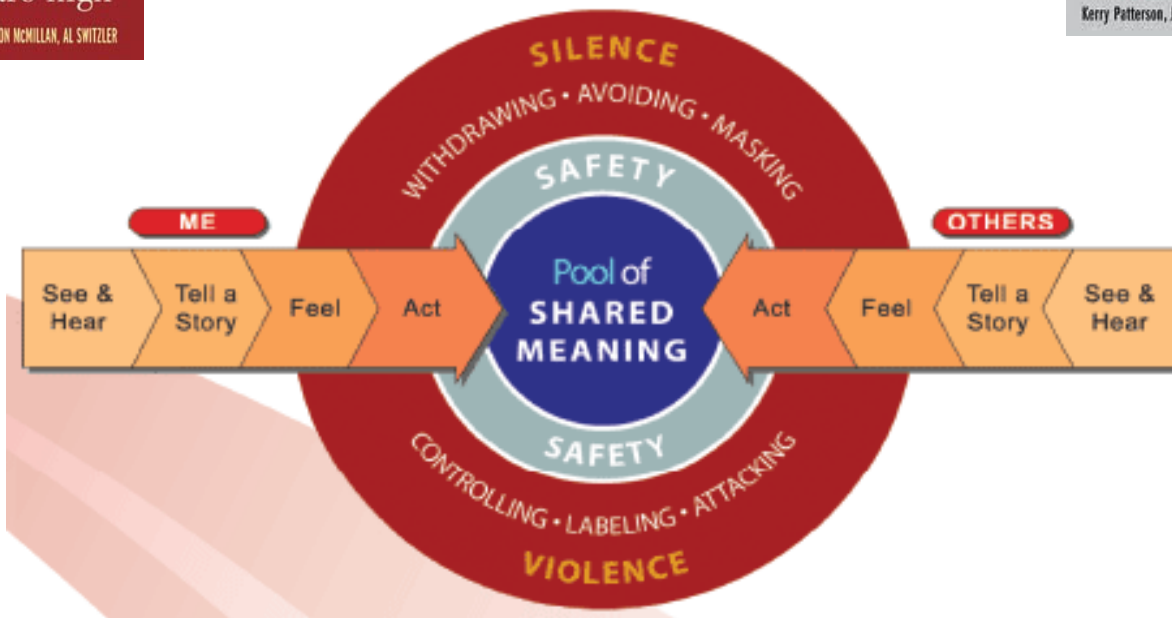 ON McMILLAN, AL SWITZLER
Kerry Patterson,
SILENCE
WITHDRAWING • AVOIDING • MASKING
SAFETY
ME
OTHERS
See &
Hear
Tell a
Story
Feel
Act
Pool of
SHARED
MEANING
Act
Feel
Tell a
Story
See &
Hear
SAFETY
CONTROLLING • LABELING • ATTACKING
VIOLENCE